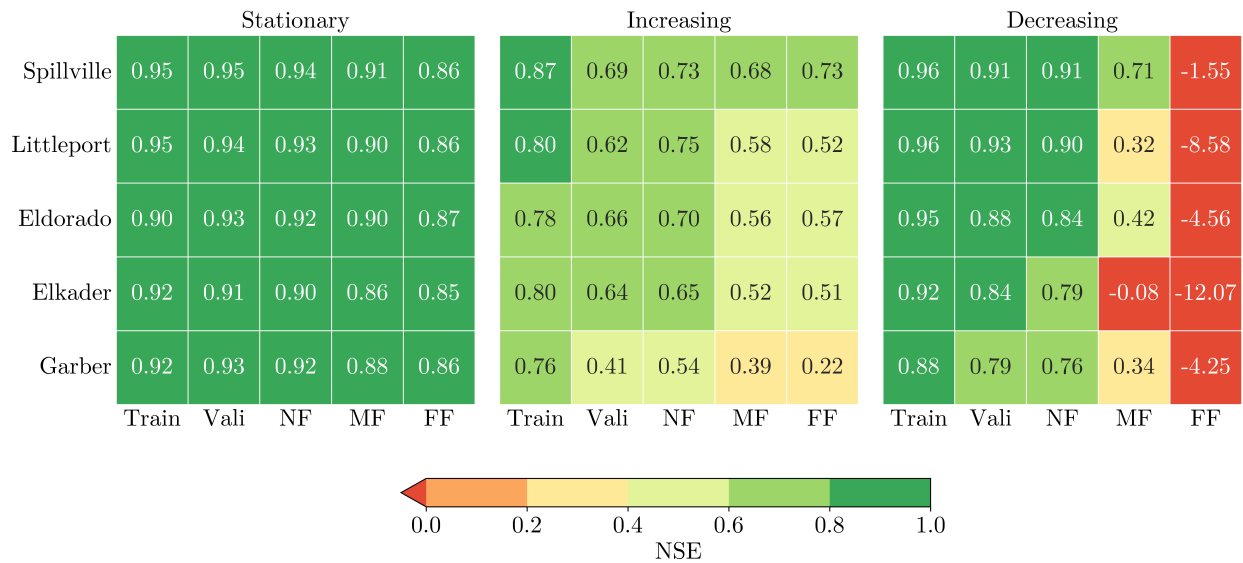 Stationary Increasing Decreasing
Spillville 0.95 0.95 0.94 0.91 0.86 0.87 0.69 0.73 0.68 0.73 0.96 0.91 0.91 0.71 -1.55
Littleport 0.95 0.94 0.93 0.90 0.86 0.80 0.62 0.75 0.58 0.52 0.96 0.93 0.90 0.32 -8.58
Eldorado 0.90 0.93 0.92 0.90 0.87 0.78 0.66 0.70 0.56 0.57 0.95 0.88 0.84 0.42 -4.56
Elkader 0.92 0.91 0.90 0.86 0.85 0.80 0.64 0.65 0.52 0.51 0.92 0.84 0.79 -0.08 -12.07
Garber 0.92 0.93 0.92 0.88 0.86 0.76 0.41 0.54 0.39 0.22 0.88 0.79 0.76 0.34 -4.25
Train Vali NF MF FF Train Vali NF MF FF Train Vali NF MF FF
0.0 0.2 0.4 0.6 0.8 1.0
NSE